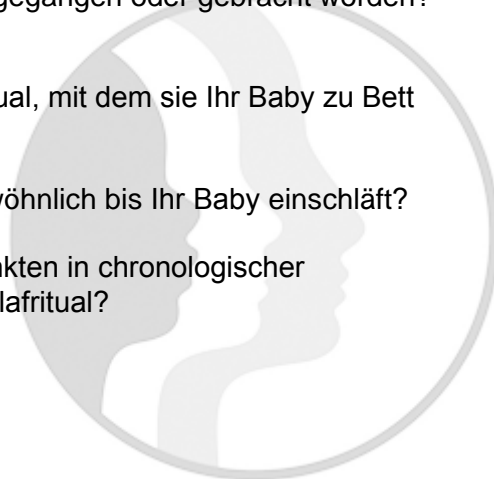 gegangen oder gebracht worden?
ual, mit dem sie Ihr Baby zu Bett
wöhnlich bis Ihr Baby einschläft?
nkten in chronologischer
lafritual?